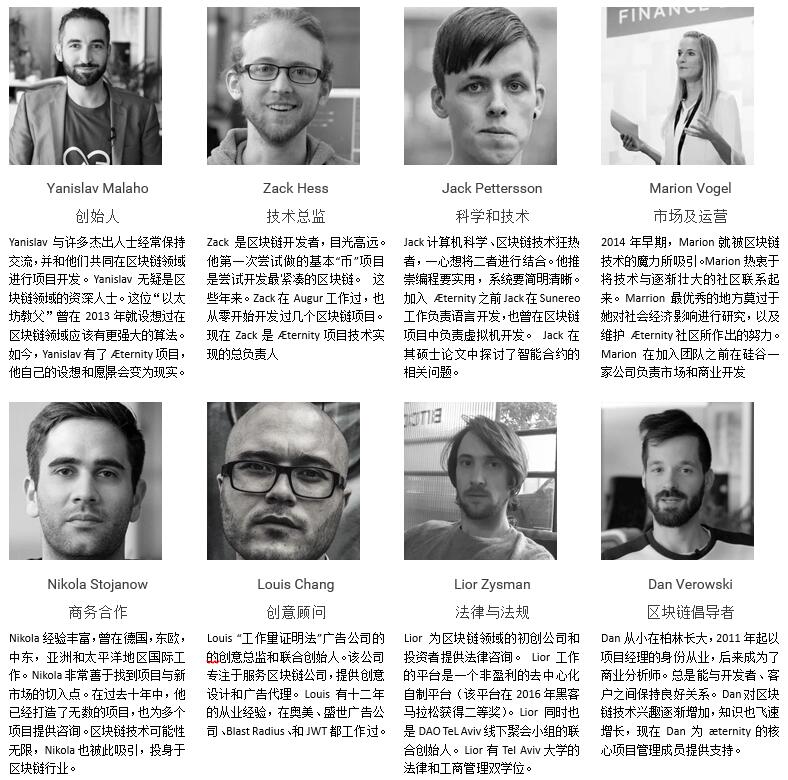 FINANCE
Yanislav Malaho
创始人
Yanislav 与许多杰出人士经常保持
交流，并和他们共同在区块链领域
进行项目开发。Yanislav 无疑是区
块链领域的资深人士。这位“以太
坊教父”曾在 2013 年就设想过在
区块链领域应该有更强大的算法。
如今，Yanislav 有了 Æternity 项目，
他自己的设想和愿景会变为现实。
Zack Hess
技术总监
Zack 是区块链开发者，目光高远。
他第一次尝试做的基本“币”项目
是尝试开发最紧凑的区块链。 这
些年来。Zack 在 Augur 工作过，也
从零开始开发过几个区块链项目。
现在 Zack 是 Æternity 项目技术实
现的总负责人
Jack Pettersson
科学和技术
Jack 计算机科学、区块链技术狂热
者，一心想将二者进行结合。他推
崇编程要实用，系统要简明清晰。
加入 Æternity 之前 Jack 在 Sunereo
工作负责语言开发，也曾在区块链
项目中负责虚拟机开发。 Jack 在
其硕士论文中探讨了智能合约的
相关问题。
Marion Vogel
市场及运营
2014 年早期，Marion 就被区块链
技术的魔力所吸引。Marion 热衷于
将技术与逐渐壮大的社区联系起
来。Marrion 最优秀的地方莫过于
她对社会经济影响进行研究，以及
维护 Æternity 社区所作出的努力。
Marion 在加入团队之前在硅谷一
家公司负责市场和商业开发
BITCO
Nikola Stojanow
商务合作
Nikola 经验丰富，曾在德国，东欧，
中东，亚洲和太平洋地区国际工
作。Nikola 非常善于找到项目与新
市场的切入点。在过去十年中，他
已经打造了无数的项目，也为多个
项目提供咨询。区块链技术可能性
无限，Nikola 也被此吸引，投身于
区块链行业。
Louis Chang
创意顾问
Louis “工作量证明法”广告公司的
的创意总监和联合创始人。该公司
专注于服务区块链公司，提供创意
设计和广告代理。Louis 有十二年
的从业经验，在奥美、盛世广告公
司、Blast Radius、和 JWT 都工作过。
Lior Zysman
法律与法规
Lior 为区块链领域的初创公司和
投资者提供法律咨询。 Lior 工作
的平台是一个非盈利的去中心化
自制平台（该平台在 2016 年黑客
马拉松获得二等奖）。Lior 同时也
是 DAO Tel Aviv 线下聚会小组的联
合创始人。Lior 有 Tel Aviv 大学的
法律和工商管理双学位。
Dan Verowski
区块链倡导者
Dan 从小在柏林长大，2011 年起以
项目经理的身份从业，后来成为了
商业分析师。总是能与开发者、客
户之间保持良好关系。Dan 对区块
链技术兴趣逐渐增加，知识也飞速
增长，现在 Dan 为 æternity 的核
心项目管理成员提供支持。